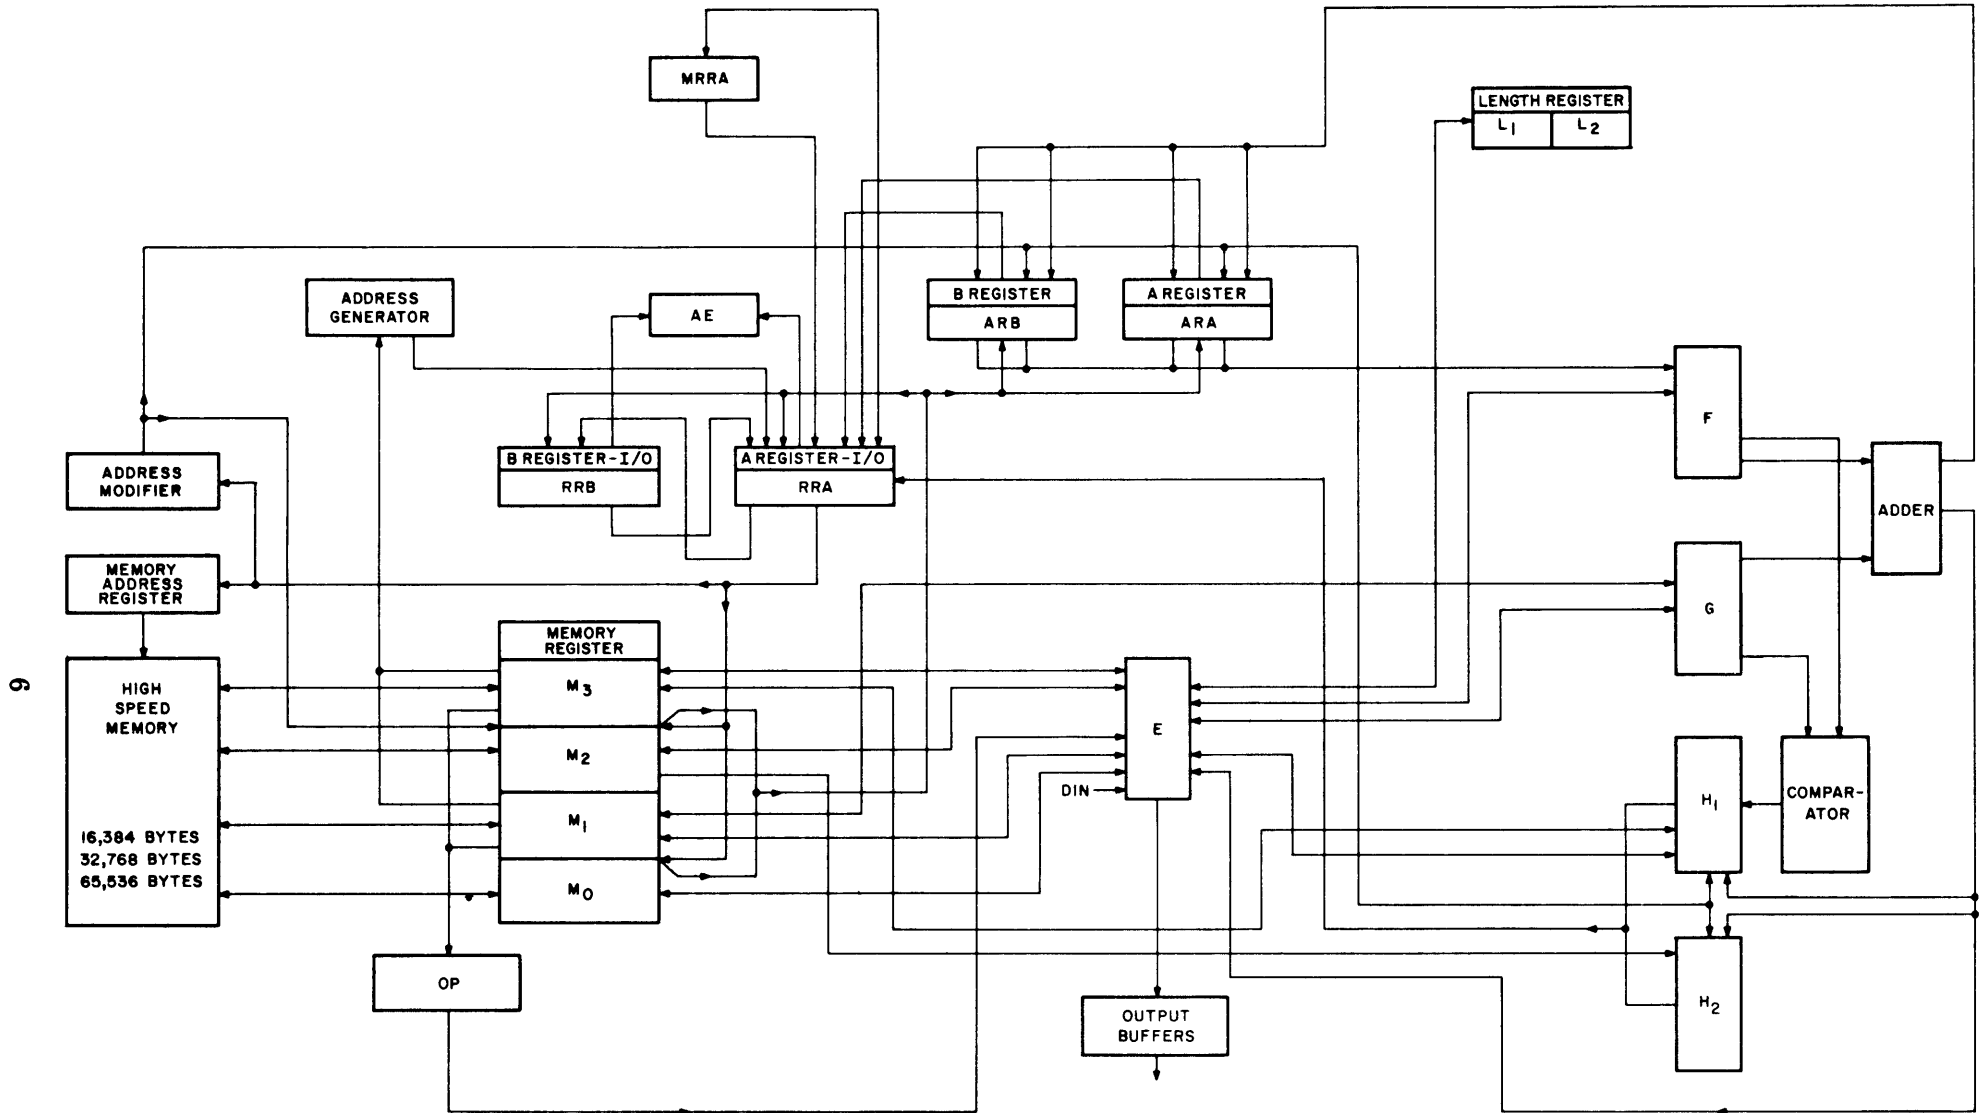 MRRA
LENGTH REGISTER
L1 L2
ADDRESS
GENERATOR
AE
B REGISTER
ARB
A REGISTER
ARA
F
ADDRESS
MODIFIER
B REGISTER-I/O
RRB
A REGISTER-I/O
RRA
ADDER
MEMORY
ADDRESS
REGISTER
G
MEMORY
REGISTER
M3
M2
M1
M0
HIGH
SPEED
MEMORY
16,384 BYTES
32,768 BYTES
65,536 BYTES
E
DIN
H1
COMPAR-
ATOR
H2
OP
OUTPUT
BUFFERS
9